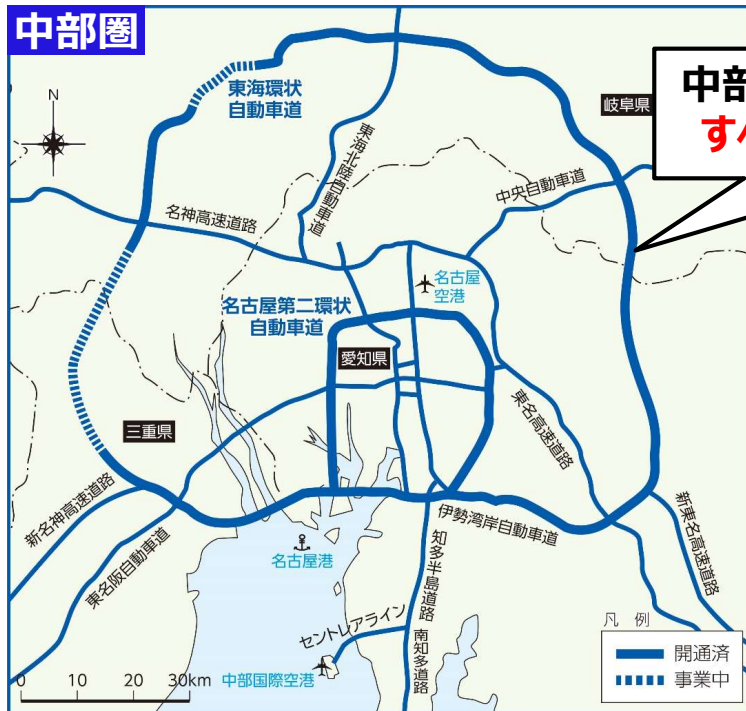 中部圏
N
東海環状
自動車道
東海北陸自動車道
岐阜県
中部
中央自動車道
名神高速道路
名古屋
空港
名古屋第二環状
自動車道
愛知県
三重県
東名高速道路
新名神高速道路
東名阪自動車道
伊勢湾岸自動車道
新東名高速道路
名古屋港
知多半島道路
セントレアライン
南知多道路
中部国際空港
0 10 20 30km
凡 例
開通済
事業中